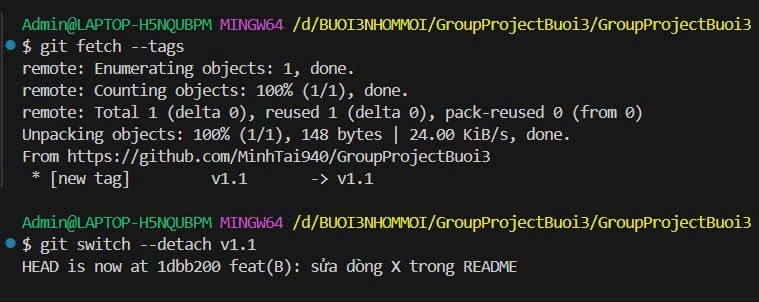 Admin@LAPTOP-H5NQUBPM MINGW64 /d/BUOI3NHOMMOI/GroupProjectBuoi3/GroupProjectBuoi3
$ git fetch --tags
remote: Enumerating objects: 1, done.
remote: Counting objects: 100% (1/1), done.
remote: Total 1 (delta 0), reused 1 (delta 0), pack-reused 0 (from 0)
Unpacking objects: 100% (1/1), 148 bytes | 24.00 KiB/s, done.
From https://github.com/MinhTai940/GroupProjectBuoi3
 * [new tag]         v1.1       -> v1.1
Admin@LAPTOP-H5NQUBPM MINGW64 /d/BUOI3NHOMMOI/GroupProjectBuoi3/GroupProjectBuoi3
$ git switch --detach v1.1
HEAD is now at 1dbb200 feat(B): sửa dòng X trong README